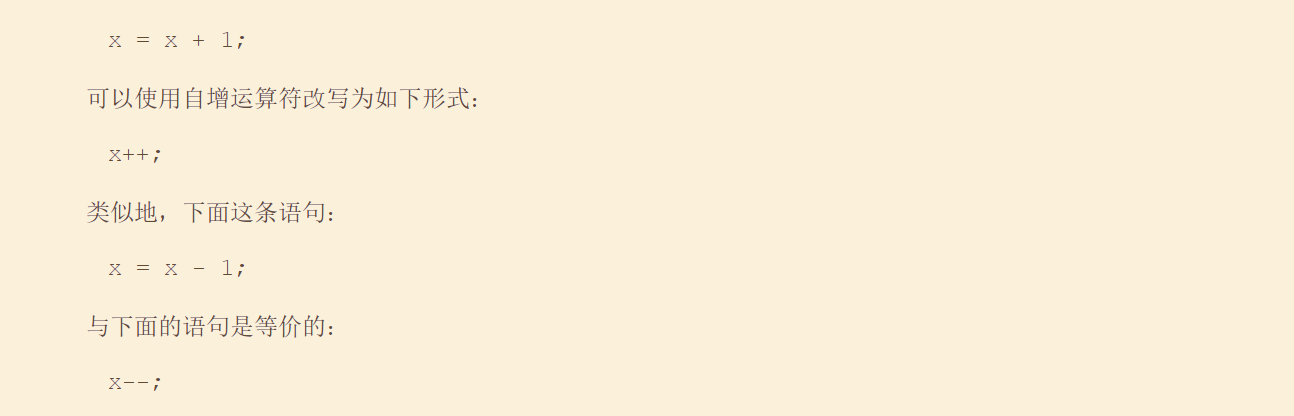 x = x + 1;
可以使用自增运算符改写为如下形式：
x++;
类似地，下面这条语句：
x = x - 1;
与下面的语句是等价的：
x--;